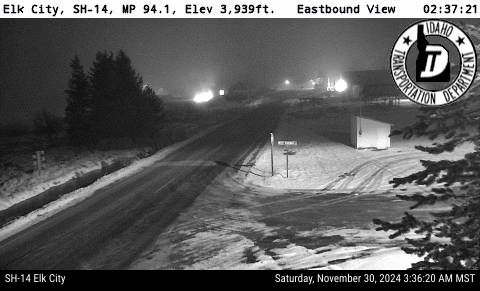 Elk City, SH-14, MP 94.1, Elev 3,939ft. Eastbound View 02:37:21
IDAHO
TRANSPORTATION DEPARTMENT
SH-14 Elk City Saturday, November 30, 2024 3:36:20 AM MST